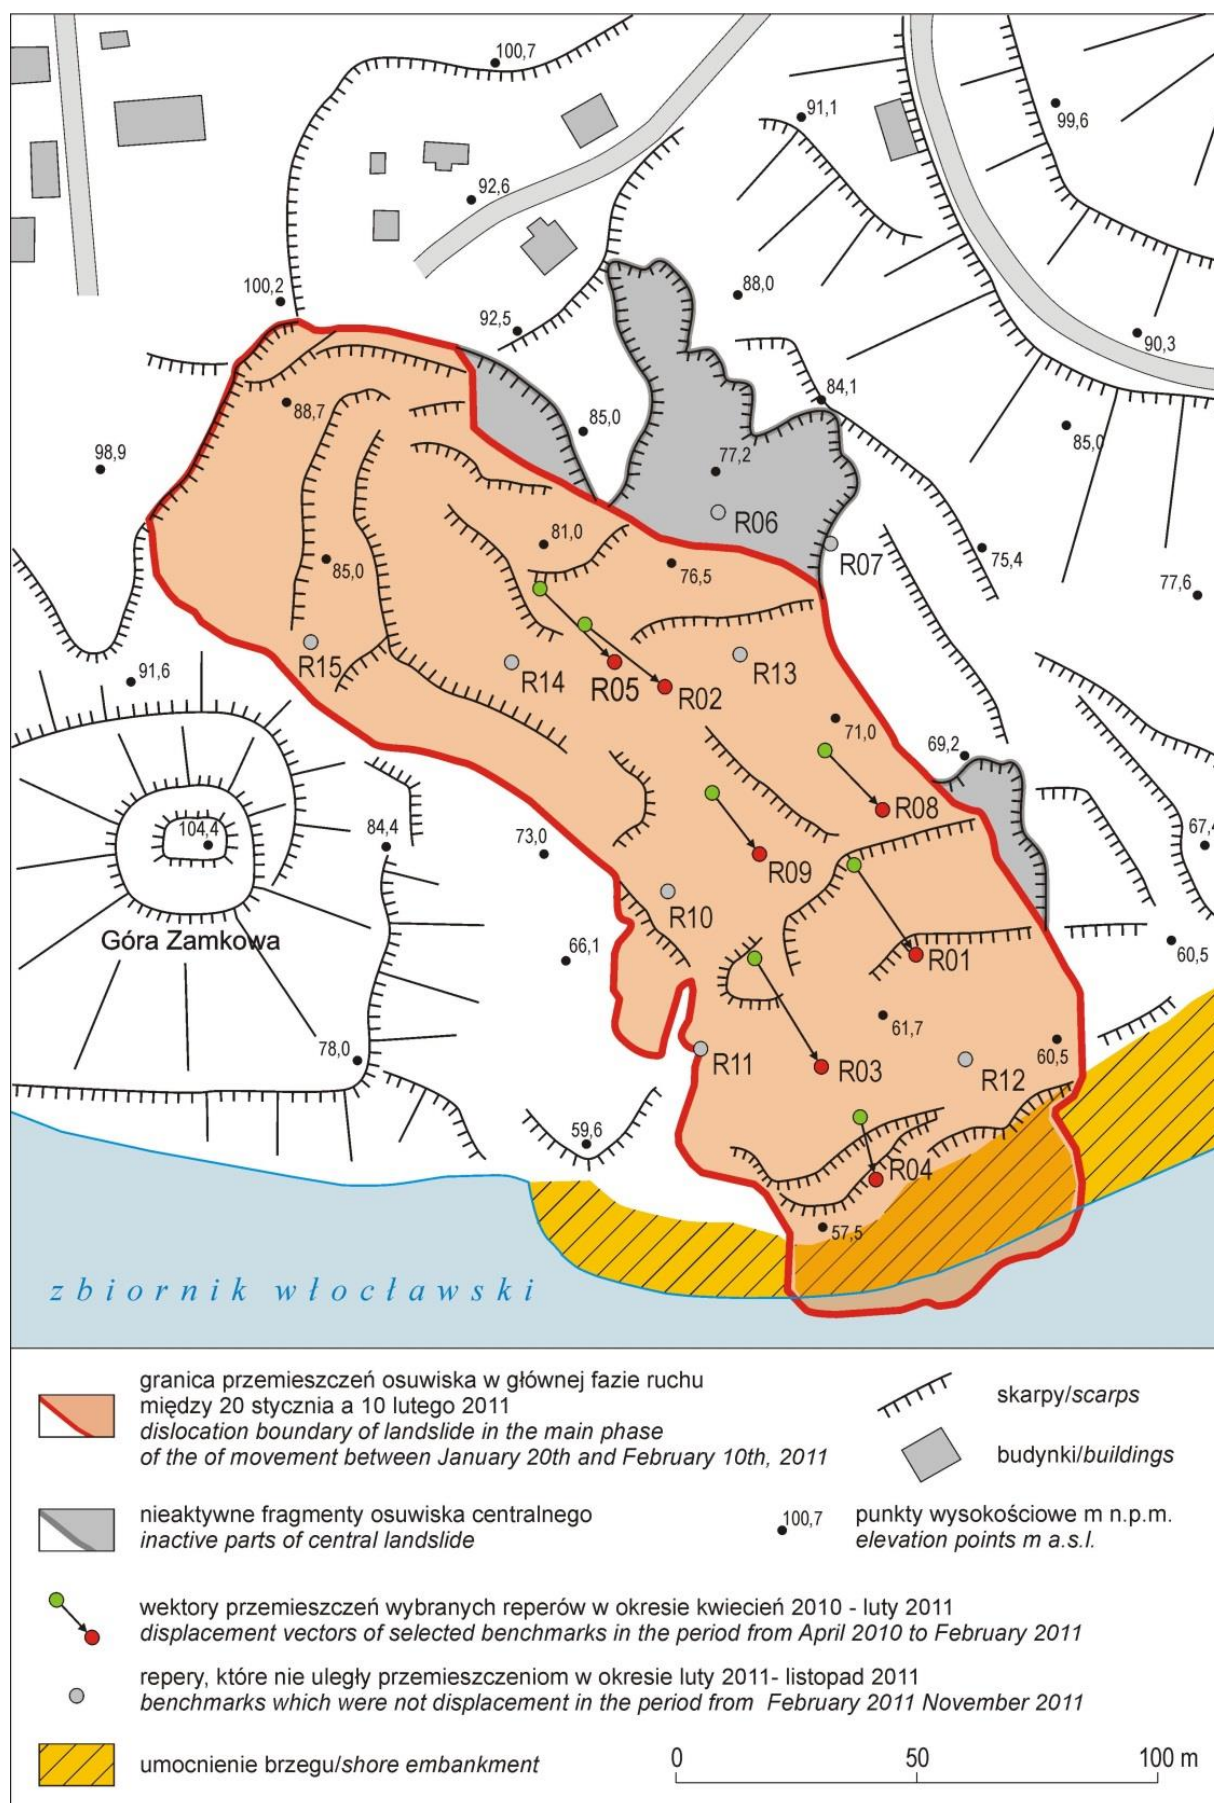 100,7
91,1
99,6
92,6
100,2
88,0
92,5
90,3
84,1
88,7
85,0
85,0
98,9
77,2
R06
81,0
R07
75,4
85,0
76,5
77,6
R15
R14
R05
R13
R02
91,6
71,0
69,2
104,4
84,4
73,0
R08
67,4
R09
R10
Góra Zamkowa
66,1
R01
60,5
61,7
78,0
R11
R03
R12
60,5
59,6
R04
57,5
zbiornik włocławski
granica przemieszczeń osuwiska w głównej fazie ruchu
między 20 stycznia a 10 lutego 2011
dislocation boundary of landslide in the main phase
of the of movement between January 20th and February 10th, 2011
skarpy/scarps
budynki/buildings
nieaktywne fragmenty osuwiska centralnego
inactive parts of central landslide
100,7
punkty wysokościowe m n.p.m.
elevation points m a.s.l.
wektory przemieszczeń wybranych reperów w okresie kwiecień 2010 - luty 2011
displacement vectors of selected benchmarks in the period from April 2010 to February 2011
repery, które nie uległy przemieszczeniom w okresie luty 2011- listopad 2011
benchmarks which were not displacement in the period from February 2011 November 2011
umocnienie brzegu/shore embankment
0 50 100 m